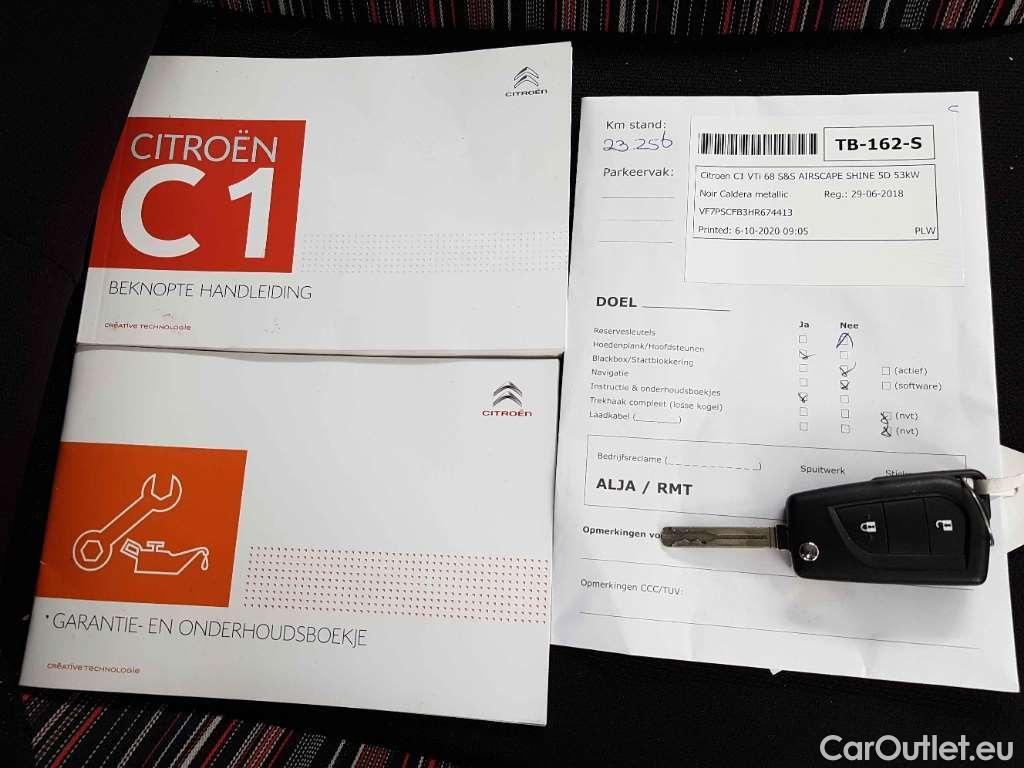 CITROËN
CITROËN
C1
BEKNOPTE HANDLEIDING
CRÉATIVE TECHNOLOGIE
CITROËN
GARANTIE- EN ONDERHOUDSBOEKJE
CRÉATIVE TECHNOLOGIE
Km stand:
23.256
Parkeervak:
TB-162-S
Citroen C1 VTi 68 S&S AIRSCAPE SHINE 5D 53kW
Noir Caldera metallic Reg.: 29-06-2018
VF7PSCFB3HR674413
Printed: 6-10-2020 09:05 PLW
DOEL
Ja Nee
Reservesleutels
Hoedenplank/Hoofdsteunen
Blackbox/Startblokkering (actief)
Navigatie (software)
Instructie & onderhoudsboekjes
Trekhaak compleet (losse kogel) (nvt)
Laadkabel (______) (nvt)
Bedrijfsreclame (_ _ _ _ _ _ _ _ _ _ _ _) Spuitwerk
ALJA / RMT
Opmerkingen
Opmerkingen CCC/TUV:
CarOutlet.eu